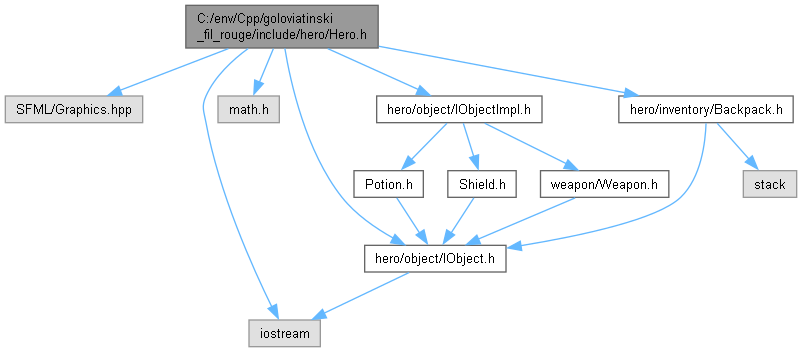 C:/env/Cpp/goloviatinski
_fil_rouge/include/hero/Hero.h
SFML/Graphics.hpp
math.h
hero/object/IObjectImpl.h
hero/inventory/Backpack.h
Potion.h
Shield.h
weapon/Weapon.h
stack
hero/object/IObject.h
iostream